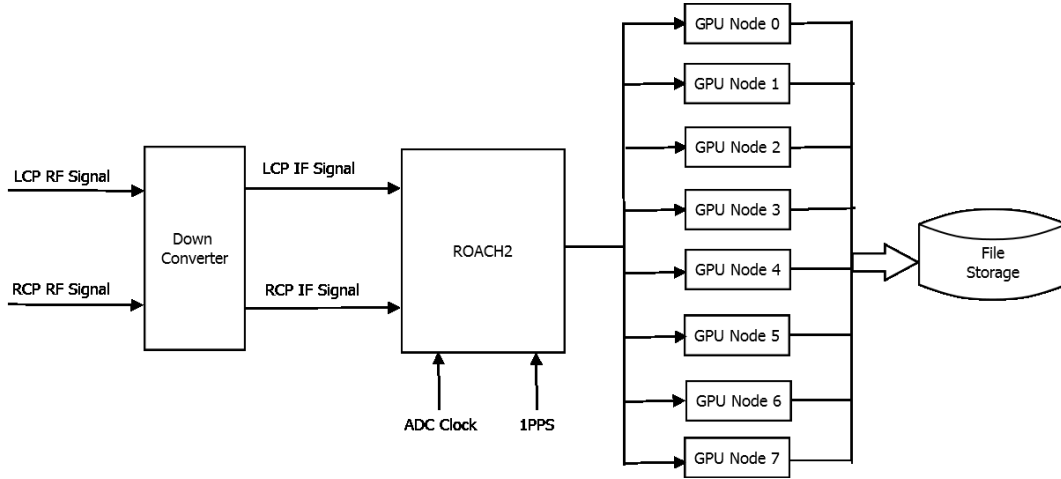 LCP RF Signal
RCP RF Signal
Down
Converter
LCP IF Signal
RCP IF Signal
ROACH2
ADC Clock
1PPS
GPU Node 0
GPU Node 1
GPU Node 2
GPU Node 3
GPU Node 4
GPU Node 5
GPU Node 6
GPU Node 7
File
Storage